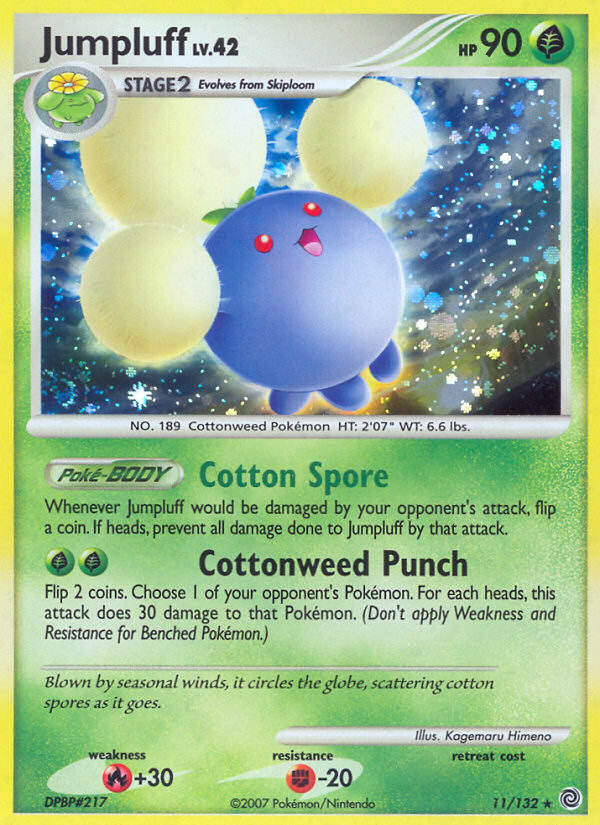 Jumpluff LV.42 HP 90
STAGE2 Evolves from Skiploom
NO. 189 Cottonweed Pokémon HT: 2'07" WT: 6.6 lbs.
Poké-BODY Cotton Spore
Whenever Jumpluff would be damaged by your opponent's attack, flip
a coin. If heads, prevent all damage done to Jumpluff by that attack.
Cottonweed Punch
Flip 2 coins. Choose 1 of your opponent's Pokémon. For each heads, this
attack does 30 damage to that Pokémon. (Don't apply Weakness and
Resistance for Benched Pokémon.)
Blown by seasonal winds, it circles the globe, scattering cotton
spores as it goes.
Illus. Kagemaru Himeno
weakness resistance retreat cost
+30 -20
DPBP#217 ©2007 Pokémon/Nintendo 11/132 ★